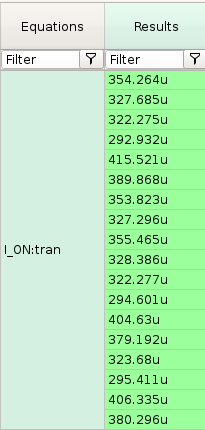 Equations Results
Filter Filter
354.264u
327.685u
322.275u
292.932u
415.521u
389.868u
353.823u
327.296u
355.465u
I_ON:tran 328.386u
322.277u
294.601u
404.63u
379.192u
323.68u
295.411u
406.335u
380.296u